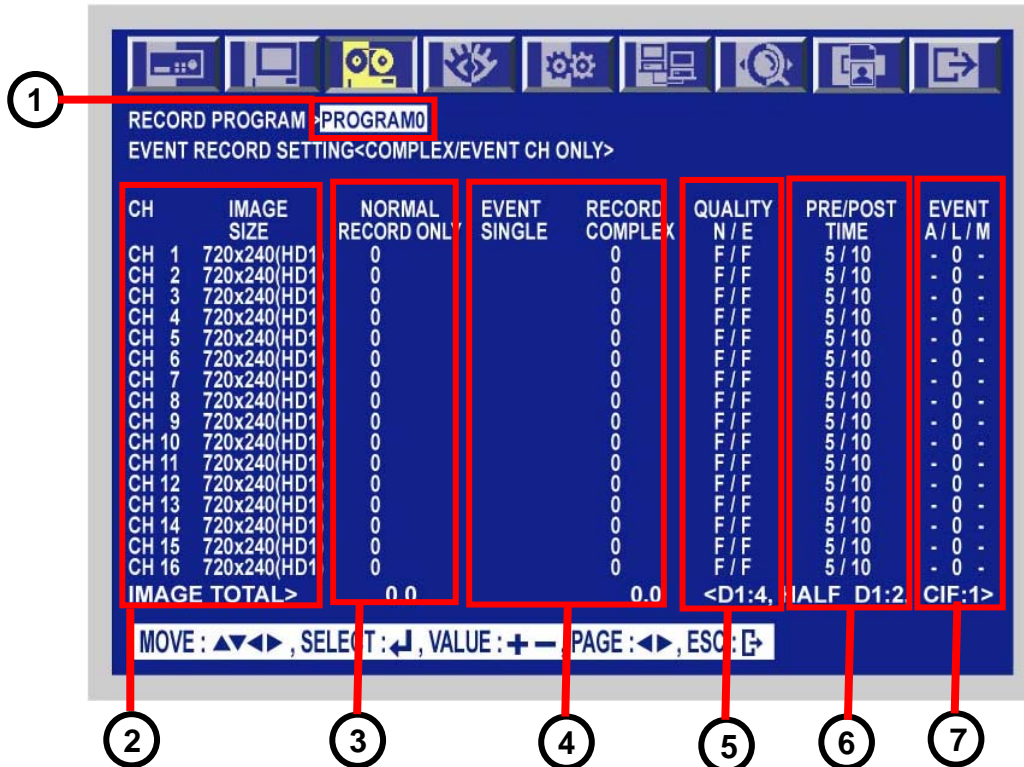 1
RECORD PROGRAM >PROGRAM0
EVENT RECORD SETTING<COMPLEX/EVENT CH ONLY>
CH IMAGE NORMAL EVENT RECORD QUALITY PRE/POST EVENT
SIZE RECORD ONLY SINGLE COMPLEX N / E TIME A / L / M
CH 1 720x240(HD1) 0 0 F / F 5 / 10 - 0 -
CH 2 720x240(HD1) 0 0 F / F 5 / 10 - 0 -
CH 3 720x240(HD1) 0 0 F / F 5 / 10 - 0 -
CH 4 720x240(HD1) 0 0 F / F 5 / 10 - 0 -
CH 5 720x240(HD1) 0 0 F / F 5 / 10 - 0 -
CH 6 720x240(HD1) 0 0 F / F 5 / 10 - 0 -
CH 7 720x240(HD1) 0 0 F / F 5 / 10 - 0 -
CH 8 720x240(HD1) 0 0 F / F 5 / 10 - 0 -
CH 9 720x240(HD1) 0 0 F / F 5 / 10 - 0 -
CH 10 720x240(HD1) 0 0 F / F 5 / 10 - 0 -
CH 11 720x240(HD1) 0 0 F / F 5 / 10 - 0 -
CH 12 720x240(HD1) 0 0 F / F 5 / 10 - 0 -
CH 13 720x240(HD1) 0 0 F / F 5 / 10 - 0 -
CH 14 720x240(HD1) 0 0 F / F 5 / 10 - 0 -
CH 15 720x240(HD1) 0 0 F / F 5 / 10 - 0 -
CH 16 720x240(HD1) 0 0 F / F 5 / 10 - 0 -
IMAGE TOTAL> 0.0 0.0 <D1:4, HALF D1:2, CIF:1>
MOVE : ▲▼◀▶ , SELECT : ↵ , VALUE : + − , PAGE : ◀▶ , ESC :
2 3 4 5 6 7